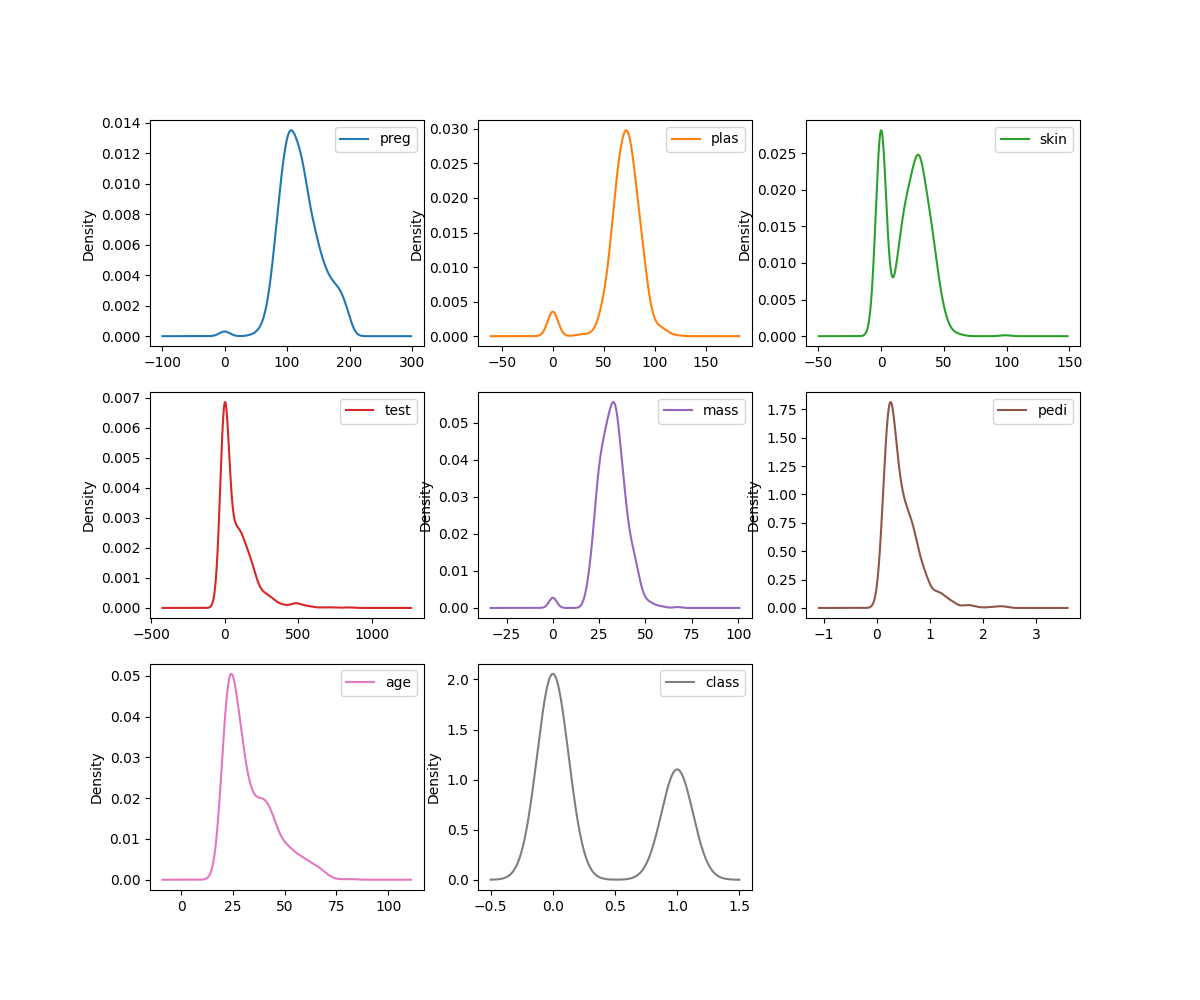 0.014
0.012
0.010
0.008
0.006
0.004
0.002
0.000
Density
preg
−100 0 100 200 300
0.030
0.025
0.020
0.015
0.010
0.005
0.000
Density
plas
−50 0 50 100 150
0.025
0.020
0.015
0.010
0.005
0.000
Density
skin
−50 0 50 100 150
0.007
0.006
0.005
0.004
0.003
0.002
0.001
0.000
Density
test
−500 0 500 1000
0.05
0.04
0.03
0.02
0.01
0.00
Density
mass
−25 0 25 50 75 100
1.75
1.50
1.25
1.00
0.75
0.50
0.25
0.00
Density
pedi
−1 0 1 2 3
0.05
0.04
0.03
0.02
0.01
0.00
Density
age
0 25 50 75 100
2.0
1.5
1.0
0.5
0.0
Density
class
−0.5 0.0 0.5 1.0 1.5